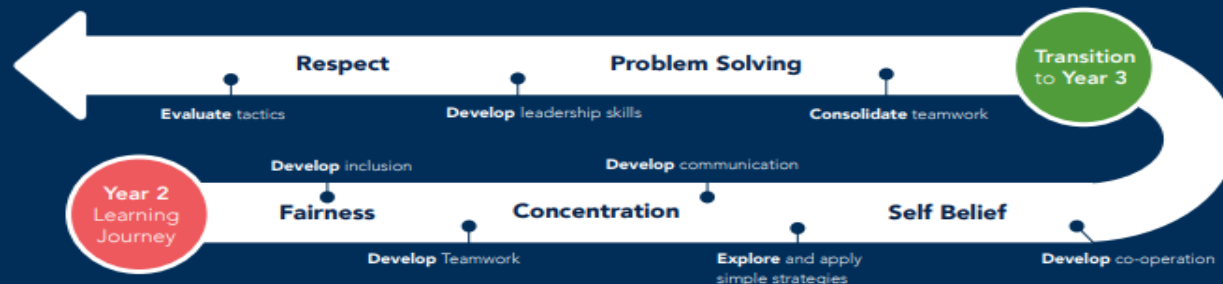 Respect
Problem Solving
Transition
to Year 3
Evaluate tactics
Develop leadership skills
Consolidate teamwork
Develop inclusion
Develop communication
Year 2
Learning
Journey
Fairness
Concentration
Self Belief
Develop Teamwork
Explore and apply
simple strategies
Develop co-operation